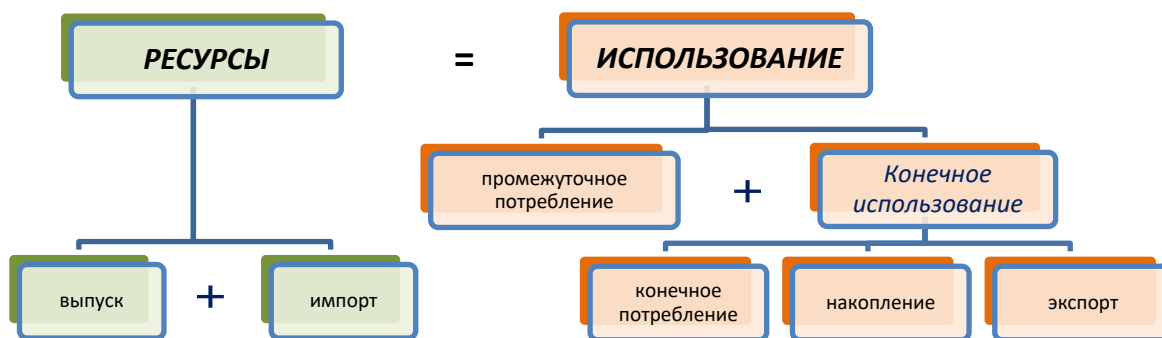 РЕСУРСЫ
=
ИСПОЛЬЗОВАНИЕ
промежуточное
потребление
+
Конечное
использование
выпуск
+
импорт
конечное
потребление
накопление
экспорт